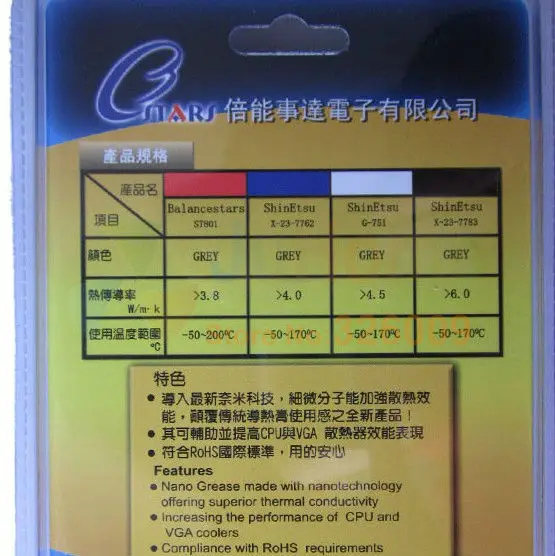 STARS 倍能事達電子有限公司
產品規格
產品名
項目
Balancestars ShinEtsu ShinEtsu ShinEtsu
ST801 X-23-7762 G-751 X-23-7783
顏色 GREY GREY GREY GREY
熱傳導率 >3.8 >4.0 >4.5 >6.0
W/m·k
使用溫度範圍 -50~200℃ -50~170℃ -50~170℃ -50~170℃
℃
特色
● 導入最新奈米科技，細微分子能加強散熱效
能，顛覆傳統導熱膏使用感之全新產品！
● 其可輔助並提高CPU與VGA 散熱器效能表現
● 符合RoHS國際標準，用的安心
Features
● Nano Grease made with nanotechnology
offering superior thermal conductivity
● Increasing the performance of CPU and
VGA coolers
● Compliance with RoHS requirements